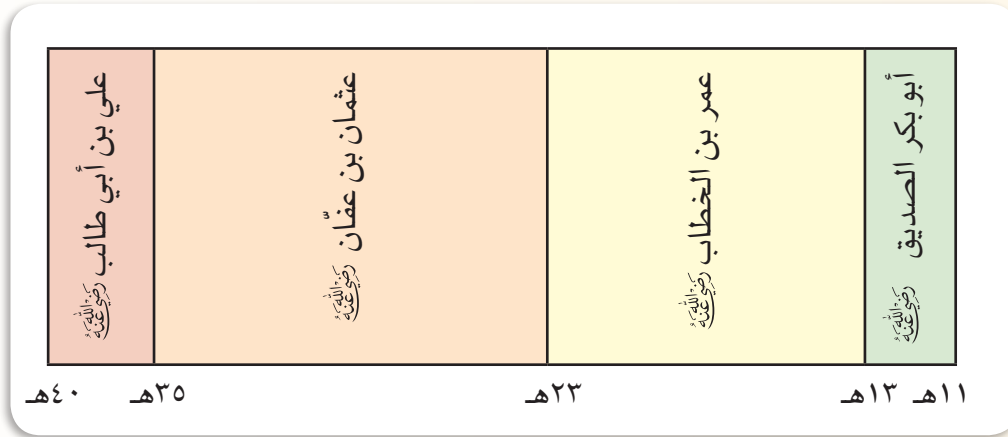 أبو بكر الصديق رضي الله عنه
عمر بن الخطاب رضي الله عنه
عثمان بن عفّان رضي الله عنه
علي بن أبي طالب رضي الله عنه
١١هـ ١٣هـ ٢٣هـ ٣٥هـ ٤٠هـ